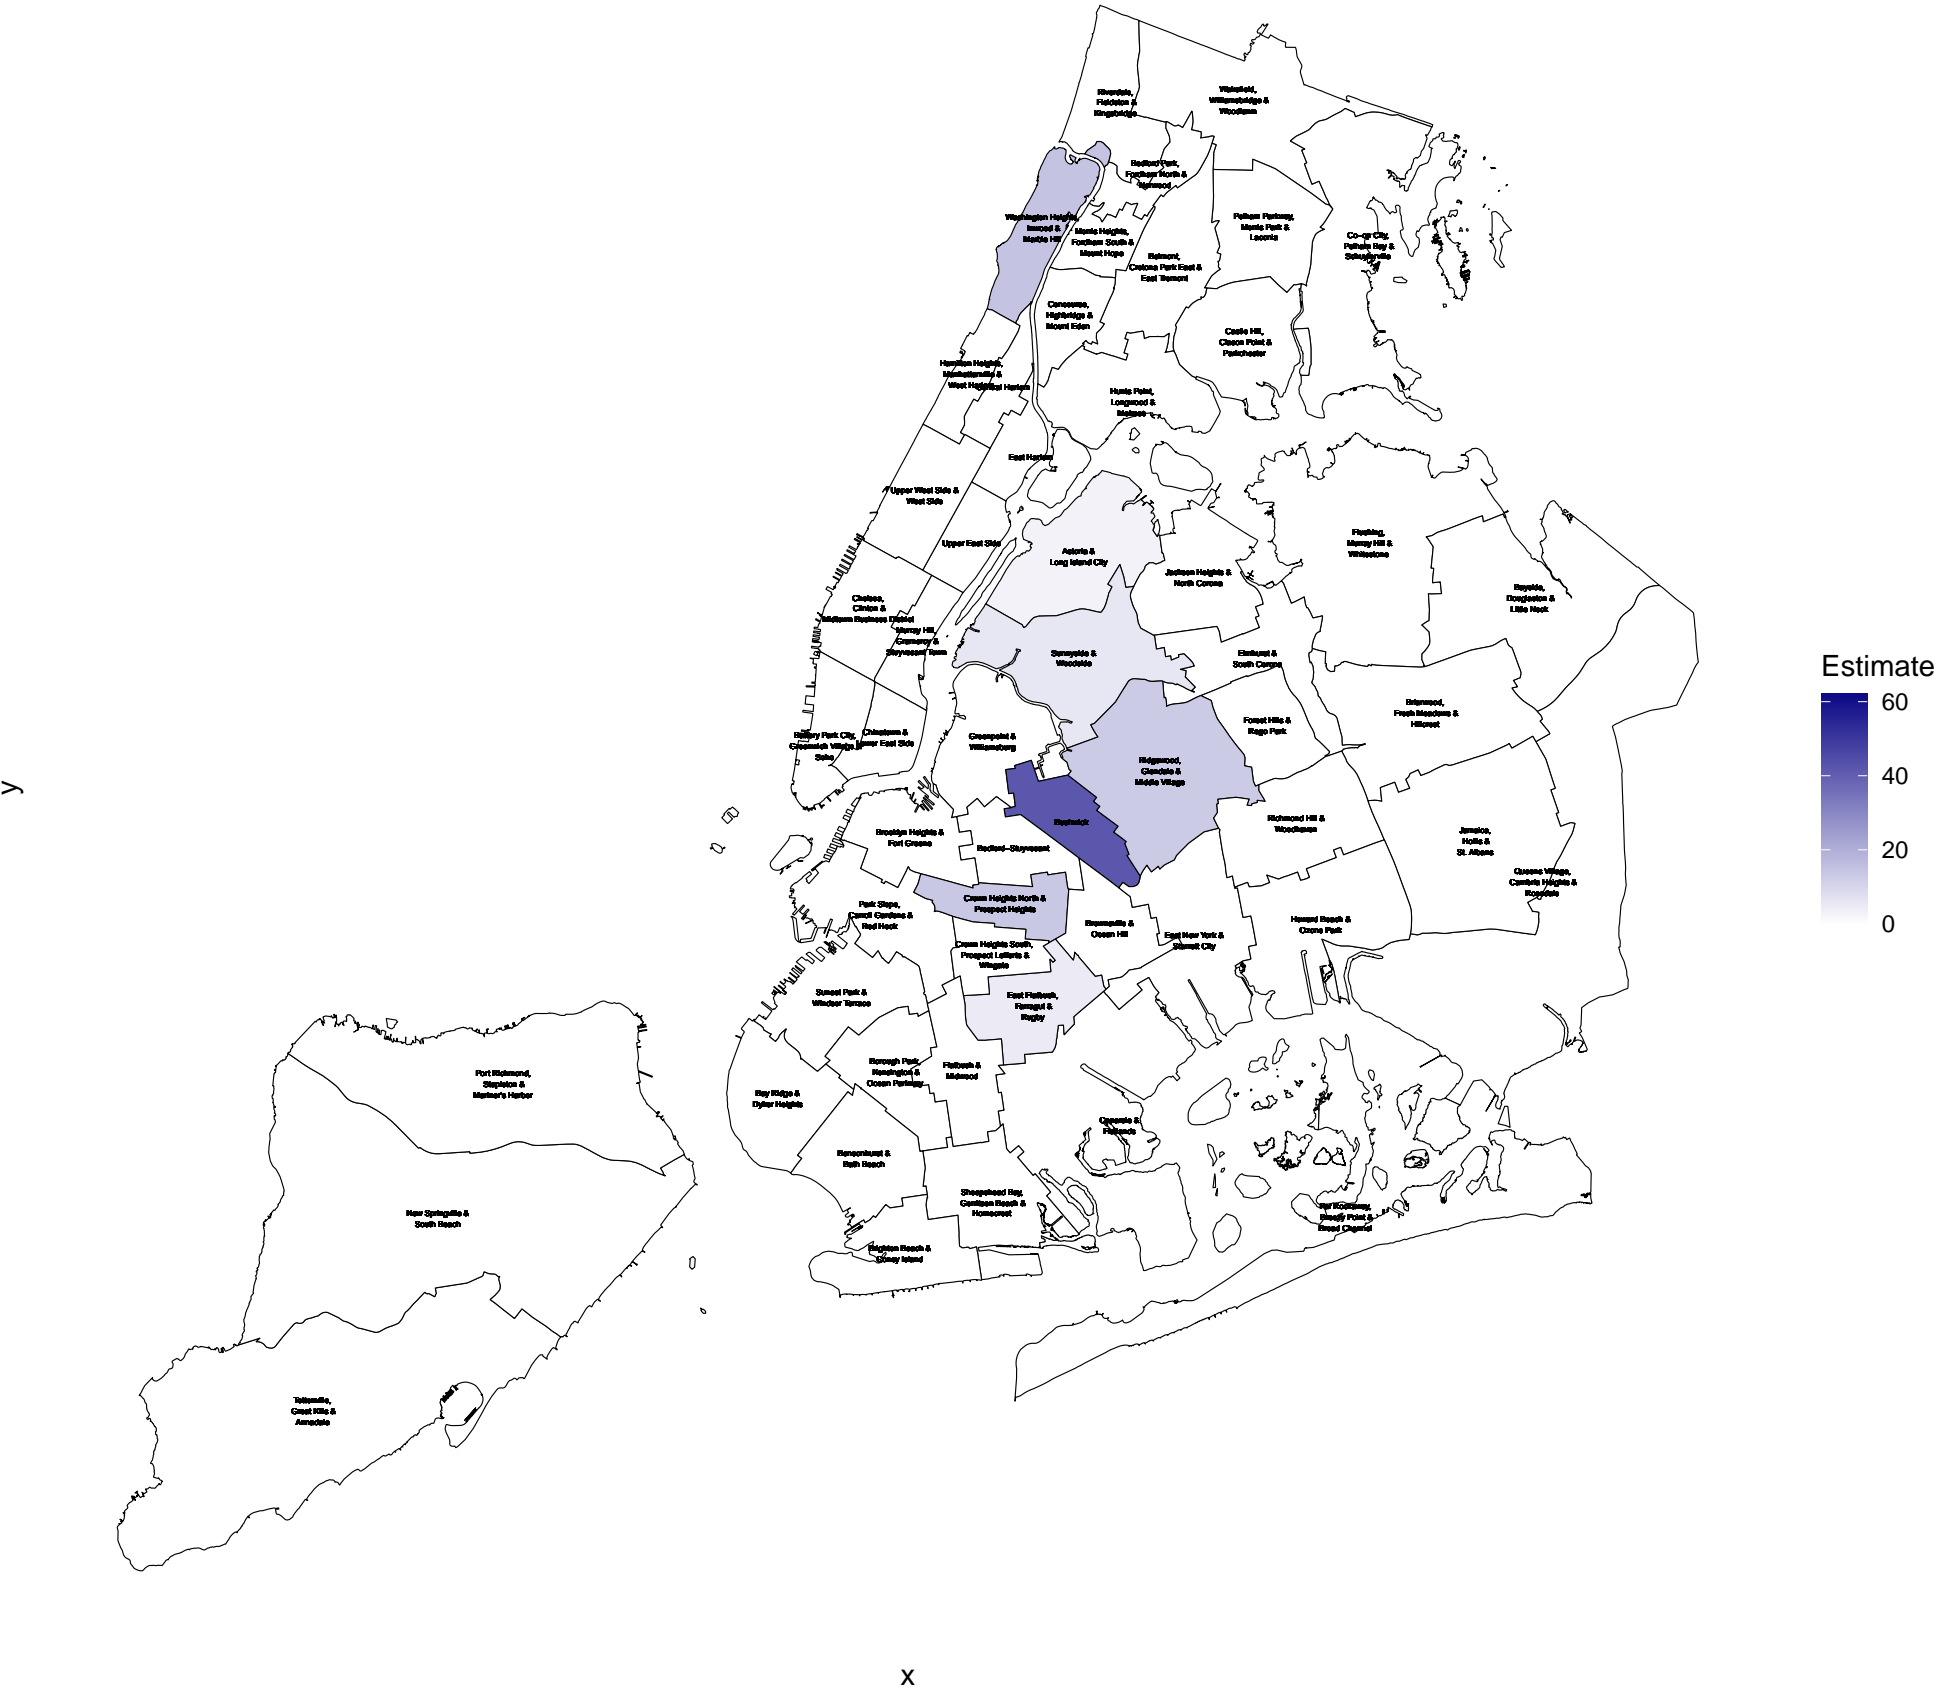 Riverdale,
Fieldston &
Kingsbridge
Wakefield,
Williamsbridge &
Woodlawn
Bedford Park,
Fordham North &
Norwood
Washington Heights,
Inwood &
Marble Hill
Morris Heights,
Fordham South &
Mount Hope
Pelham Parkway,
Morris Park &
Laconia
Co-op City,
Pelham Bay &
Schuylerville
Belmont,
Crotona Park East &
East Tremont
Concourse,
Highbridge &
Mount Eden
Castle Hill,
Clason Point &
Parkchester
Hamilton Heights,
Manhattanville &
West Harlem
Central Harlem
Hunts Point,
Longwood &
Melrose
East Harlem
Upper West Side &
West Side
Upper East Side
Astoria &
Long Island City
Jackson Heights &
North Corona
Flushing,
Murray Hill &
Whitestone
Bayside,
Douglaston &
Little Neck
Chelsea,
Clinton &
Midtown Business District
Murray Hill,
Gramercy &
Stuyvesant Town
Sunnyside &
Woodside
Elmhurst &
South Corona
Estimate
60
40
20
0
Briarwood,
Fresh Meadows &
Hillcrest
Forest Hills &
Rego Park
Battery Park City,
Greenwich Village &
Soho
Chinatown &
Lower East Side
Greenpoint &
Williamsburg
Ridgewood,
Glendale &
Middle Village
Bushwick
Richmond Hill &
Woodhaven
Brooklyn Heights &
Fort Greene
Bedford-Stuyvesant
Jamaica,
Hollis &
St. Albans
Queens Village,
Cambria Heights &
Rosedale
Crown Heights North &
Prospect Heights
Park Slope,
Carroll Gardens &
Red Hook
Brownsville &
Ocean Hill
East New York &
Starrett City
Howard Beach &
Ozone Park
Crown Heights South,
Prospect Lefferts &
Wingate
Sunset Park &
Windsor Terrace
East Flatbush,
Farragut &
Rugby
Borough Park,
Kensington &
Ocean Parkway
Flatbush &
Midwood
Port Richmond,
Stapleton &
Mariner's Harbor
Bay Ridge &
Dyker Heights
Canarsie &
Flatlands
Bensonhurst &
Bath Beach
Sheepshead Bay,
Gerritsen Beach &
Homecrest
New Springville &
South Beach
Far Rockaway,
Breezy Point &
Broad Channel
Brighton Beach &
Coney Island
Tottenville,
Great Kills &
Annadale
x
y